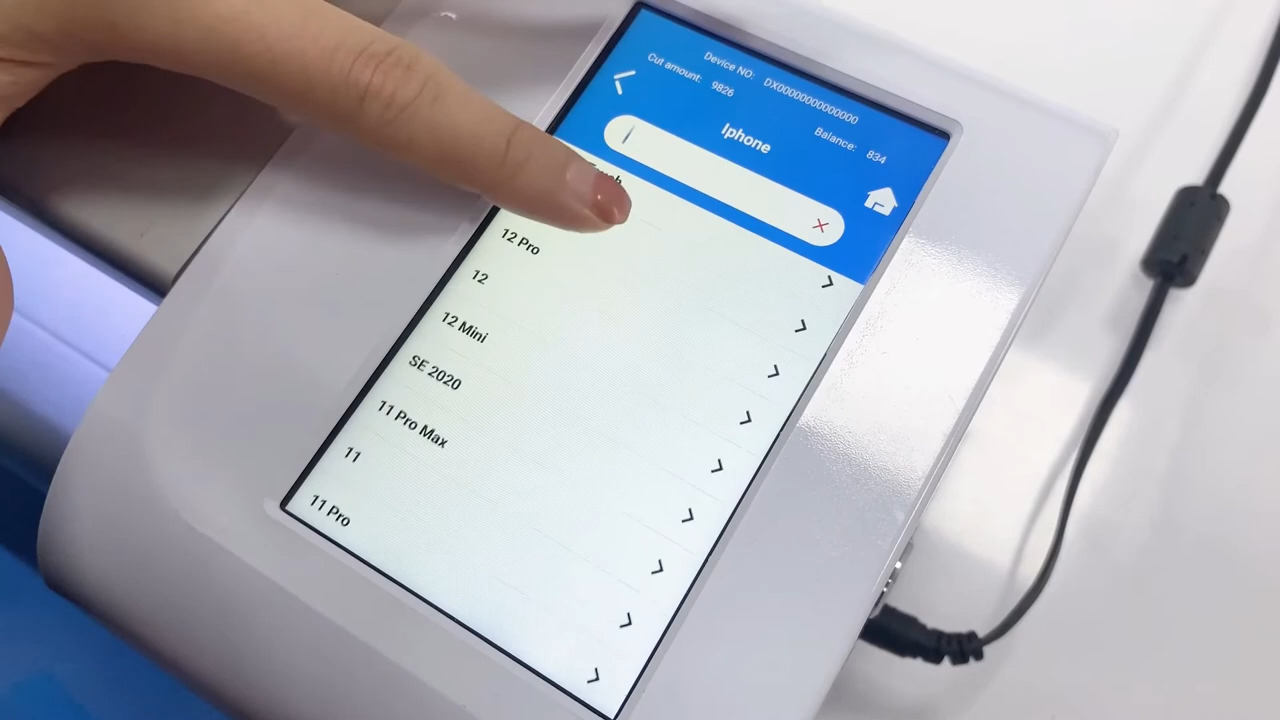 Device NO: DX00000000000000
Cut amount: 9826
Balance: 834
Iphone
12 Pro
12
12 Mini
SE 2020
11 Pro Max
11
11 Pro